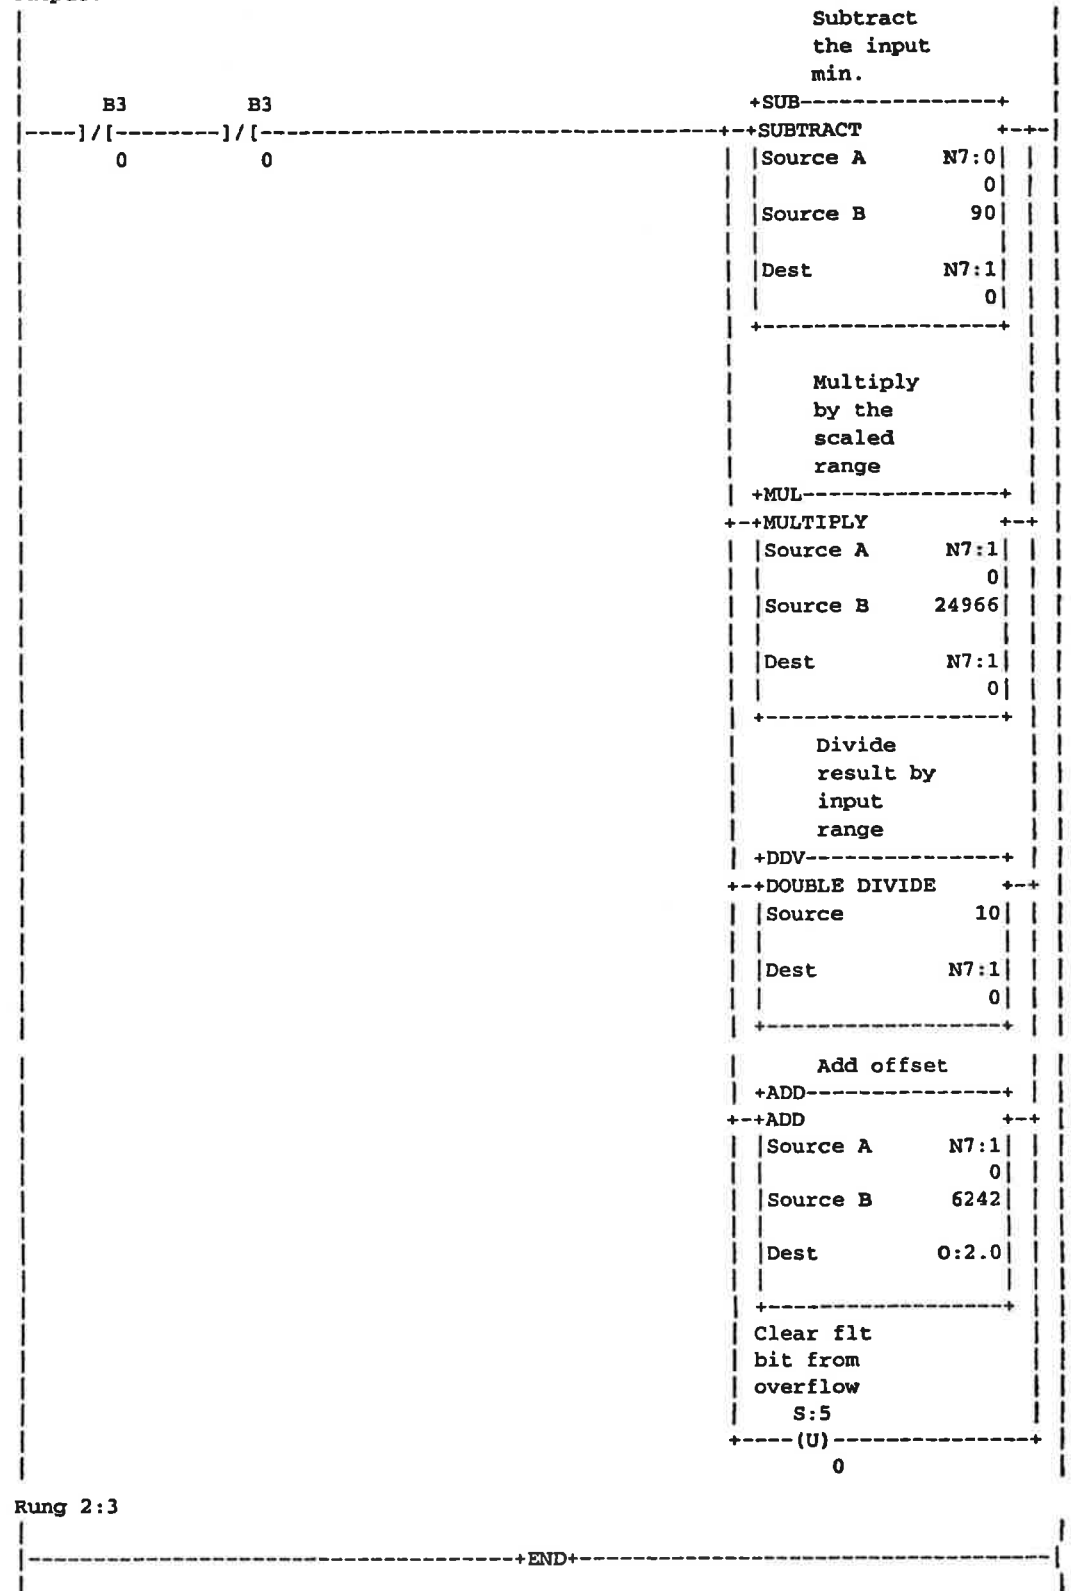 Subtract
the input
min.
B3 B3 +SUB------------------+
|----]/[--------]/[------------------------------------+-+SUBTRACT +-+-|
0 0 | |Source A N7:0| | |
| | 0| | |
| |Source B 90| | |
| | | | |
| |Dest N7:1| | |
| | 0| | |
| +-------------------+ | |
Multiply
by the
scaled
range
| +MUL----------------+ | |
+-+MULTIPLY +-+
| |Source A N7:1| | |
| | 0| | |
| |Source B 24966| | |
| | | | |
| |Dest N7:1| | |
| | 0| | |
| +-------------------+ | |
Divide
result by
input
range
| +DDV----------------+ | |
+-+DOUBLE DIVIDE +-+
| |Source 10| | |
| | | | |
| |Dest N7:1| | |
| | 0| | |
| +-------------------+ | |
Add offset
| +ADD----------------+ | |
+-+ADD +-+
| |Source A N7:1| | |
| | 0| | |
| |Source B 6242| | |
| | | | |
| |Dest O:2.0| | |
| | | | |
| +-------------------+ | |
Clear flt
bit from
overflow
S:5
+----(U)----------------+
0
Rung 2:3
|------------------------------------+END+------------------------------------|